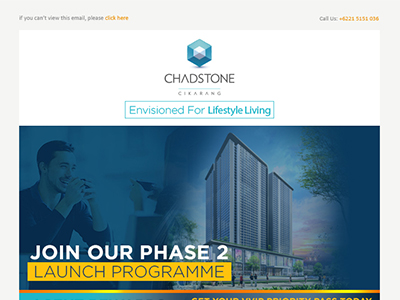 if you can't view this email, please click here
Call Us: +6221 5151 036
CHADSTONE
CIKARANG
Envisioned For Lifestyle Living
JOIN OUR PHASE 2
LAUNCH PROGRAMME
GET YOUR VVIP PRIORITY PASS TODAY